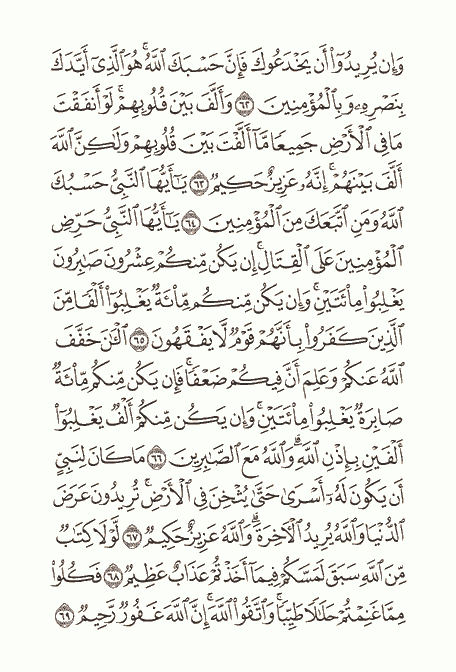 وَإِن يُرِيدُوٓا۟ أَن يَخْدَعُوكَ فَإِنَّ حَسْبَكَ ٱللَّهُ ۚ هُوَ ٱلَّذِىٓ أَيَّدَكَ
بِنَصْرِهِۦ وَبِٱلْمُؤْمِنِينَ ٦٢ وَأَلَّفَ بَيْنَ قُلُوبِهِمْ ۚ لَوْ أَنفَقْتَ
مَا فِى ٱلْأَرْضِ جَمِيعًا مَّآ أَلَّفْتَ بَيْنَ قُلُوبِهِمْ وَلَـٰكِنَّ ٱللَّهَ
أَلَّفَ بَيْنَهُمْ ۚ إِنَّهُۥ عَزِيزٌ حَكِيمٌ ٦٣ يَـٰٓأَيُّهَا ٱلنَّبِىُّ حَسْبُكَ
ٱللَّهُ وَمَنِ ٱتَّبَعَكَ مِنَ ٱلْمُؤْمِنِينَ ٦٤ يَـٰٓأَيُّهَا ٱلنَّبِىُّ حَرِّضِ
ٱلْمُؤْمِنِينَ عَلَى ٱلْقِتَالِ ۚ إِن يَكُن مِّنكُمْ عِشْرُونَ صَـٰبِرُونَ
يَغْلِبُوا۟ مِا۟ئَتَيْنِ ۚ وَإِن يَكُن مِّنكُم مِّا۟ئَةٌ يَغْلِبُوٓا۟ أَلْفًا مِّنَ
ٱلَّذِينَ كَفَرُوا۟ بِأَنَّهُمْ قَوْمٌ لَّا يَفْقَهُونَ ٦٥ ٱلْـَٔـٰنَ خَفَّفَ
ٱللَّهُ عَنكُمْ وَعَلِمَ أَنَّ فِيكُمْ ضَعْفًا ۚ فَإِن يَكُن مِّنكُم مِّا۟ئَةٌ
صَابِرَةٌ يَغْلِبُوا۟ مِا۟ئَتَيْنِ ۚ وَإِن يَكُن مِّنكُمْ أَلْفٌ يَغْلِبُوٓا۟
أَلْفَيْنِ بِإِذْنِ ٱللَّهِ ۗ وَٱللَّهُ مَعَ ٱلصَّـٰبِرِينَ ٦٦ مَا كَانَ لِنَبِىٍّ
أَن يَكُونَ لَهُۥٓ أَسْرَىٰ حَتَّىٰ يُثْخِنَ فِى ٱلْأَرْضِ ۚ تُرِيدُونَ عَرَضَ
ٱلدُّنْيَا وَٱللَّهُ يُرِيدُ ٱلْـَٔاخِرَةَ ۗ وَٱللَّهُ عَزِيزٌ حَكِيمٌ ٦٧ لَّوْلَا كِتَـٰبٌ
مِّنَ ٱللَّهِ سَبَقَ لَمَسَّكُمْ فِيمَآ أَخَذْتُمْ عَذَابٌ عَظِيمٌ ٦٨ فَكُلُوا۟
مِمَّا غَنِمْتُمْ حَلَـٰلًا طَيِّبًا ۚ وَٱتَّقُوا۟ ٱللَّهَ ۚ إِنَّ ٱللَّهَ غَفُورٌ رَّحِيمٌ ٦٩